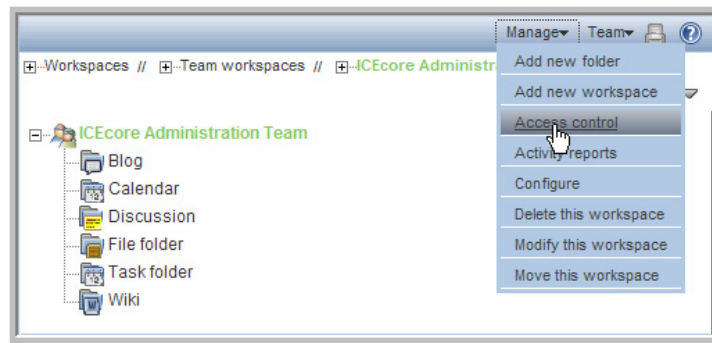 Manage Team ?
Workspaces // Team workspaces // ICEcore Administr
Add new folder
Add new workspace
Access control
Activity reports
Configure
Delete this workspace
Modify this workspace
Move this workspace
ICEcore Administration Team
Blog
Calendar
Discussion
File folder
Task folder
Wiki